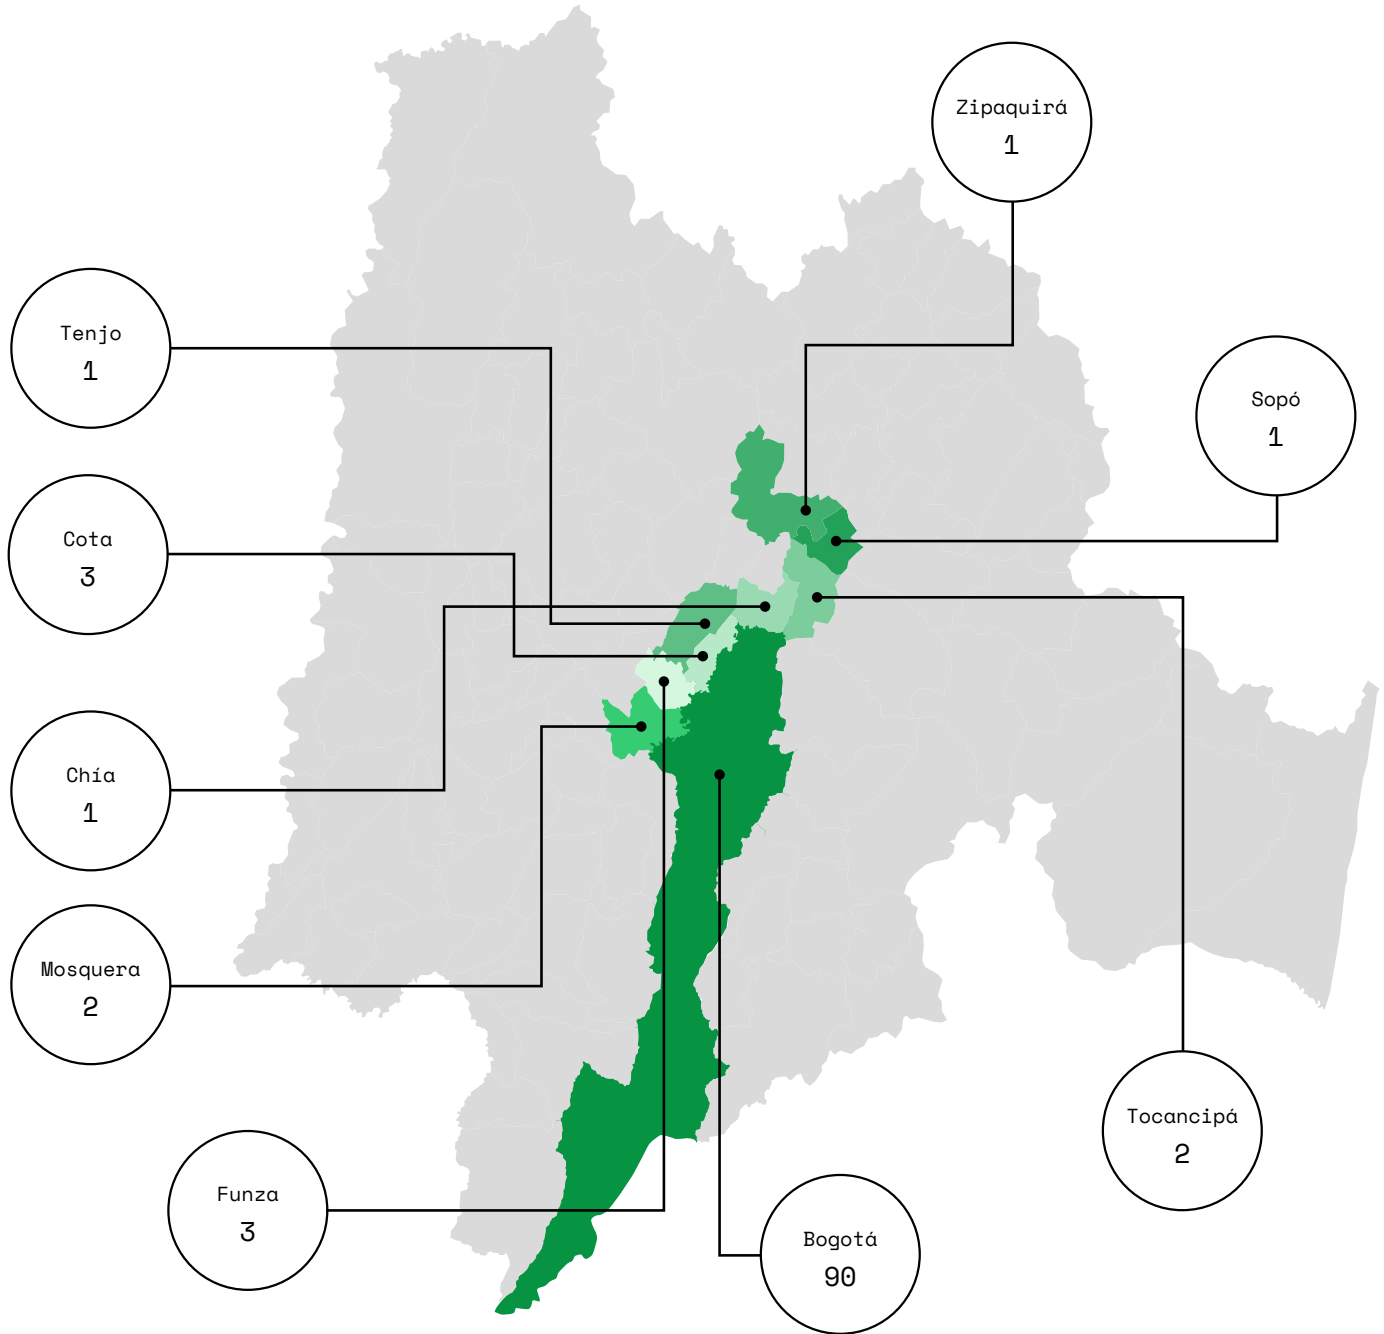 Zipaquirá
1
Tenjo
1
Sopó
1
Cota
3
Chía
1
Mosquera
2
Tocancipá
2
Funza
3
Bogotá
90